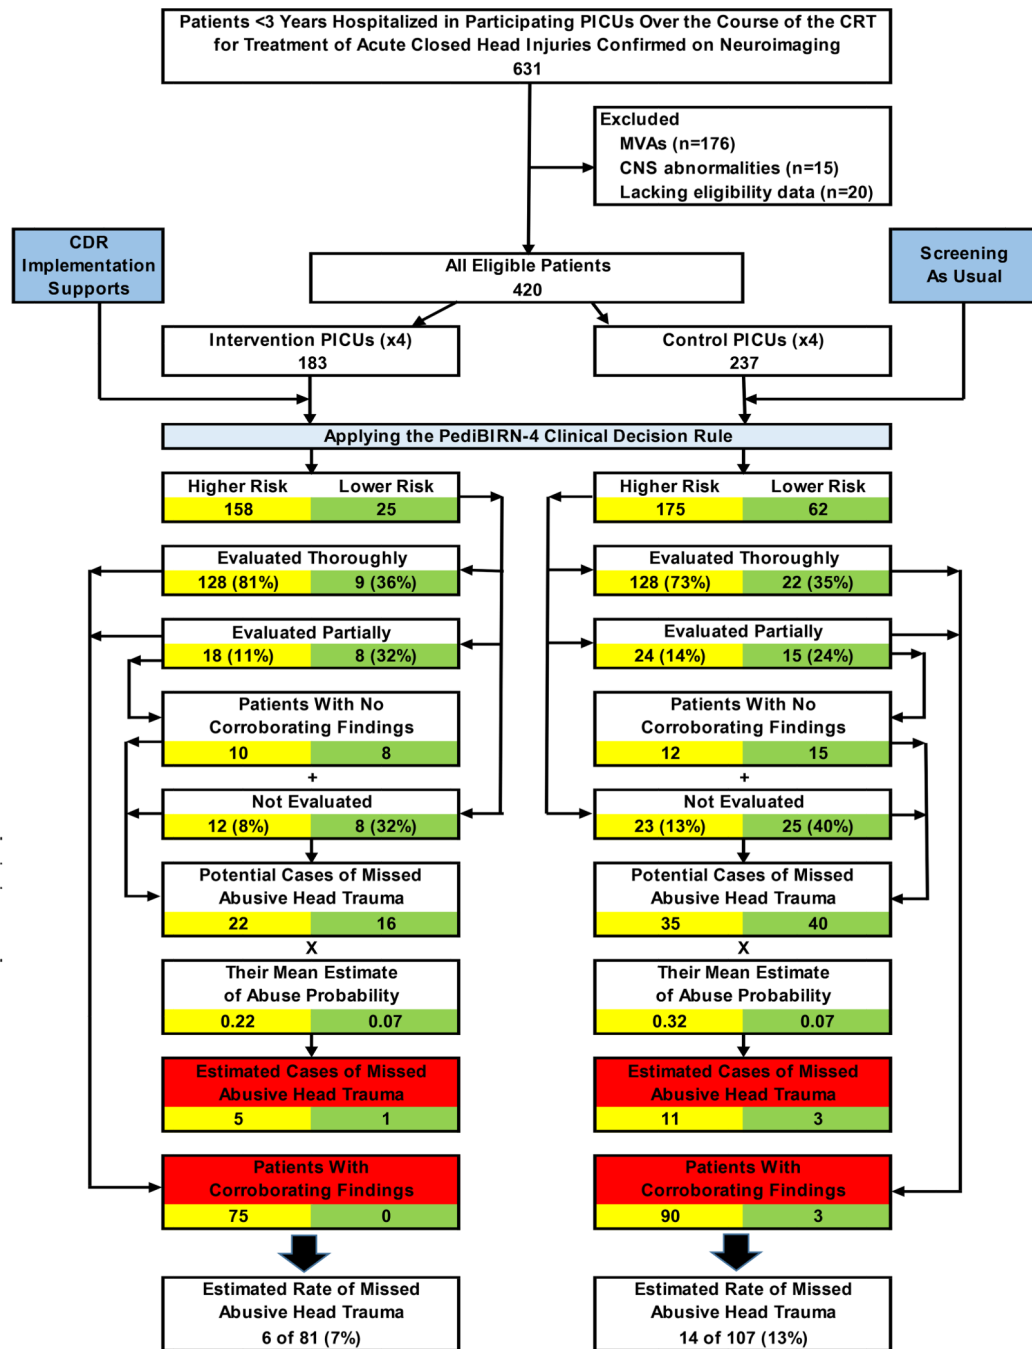 Patients <3 Years Hospitalized in Participating PICUs Over the Course of the CRT
for Treatment of Acute Closed Head Injuries Confirmed on Neuroimaging
631
Excluded
MVAs (n=176)
CNS abnormalities (n=15)
Lacking eligibility data (n=20)
CDR
Implementation
Supports
All Eligible Patients
420
Screening
As Usual
Intervention PICUs (x4)
183
Control PICUs (x4)
237
Applying the PediBIRN-4 Clinical Decision Rule
Higher Risk Lower Risk
158 25
Evaluated Thoroughly
128 (81%) 9 (36%)
Evaluated Partially
18 (11%) 8 (32%)
Patients With No
Corroborating Findings
10 8
+
Not Evaluated
12 (8%) 8 (32%)
Potential Cases of Missed
Abusive Head Trauma
22 16
X
Their Mean Estimate
of Abuse Probability
0.22 0.07
Estimated Cases of Missed
Abusive Head Trauma
5 1
Patients With
Corroborating Findings
75 0
Estimated Rate of Missed
Abusive Head Trauma
6 of 81 (7%)
Higher Risk Lower Risk
175 62
Evaluated Thoroughly
128 (73%) 22 (35%)
Evaluated Partially
24 (14%) 15 (24%)
Patients With No
Corroborating Findings
12 15
+
Not Evaluated
23 (13%) 25 (40%)
Potential Cases of Missed
Abusive Head Trauma
35 40
X
Their Mean Estimate
of Abuse Probability
0.32 0.07
Estimated Cases of Missed
Abusive Head Trauma
11 3
Patients With
Corroborating Findings
90 3
Estimated Rate of Missed
Abusive Head Trauma
14 of 107 (13%)